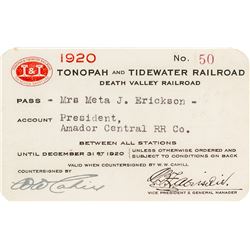 1920 No. 50
TONOPAH AND TIDEWATER RAILROAD
DEATH VALLEY RAILROAD
PASS - Mrs Meta J. Erickson -
ACCOUNT President,
Amador Central RR Co.
BETWEEN ALL STATIONS
UNTIL DECEMBER 31ST 1920 UNLESS OTHERWISE ORDERED AND SUBJECT TO CONDITIONS ON BACK
VALID WHEN COUNTERSIGNED BY W.W. CAHILL
COUNTERSIGNED BY
W W Cahill
VICE PRESIDENT & GENERAL MANAGER